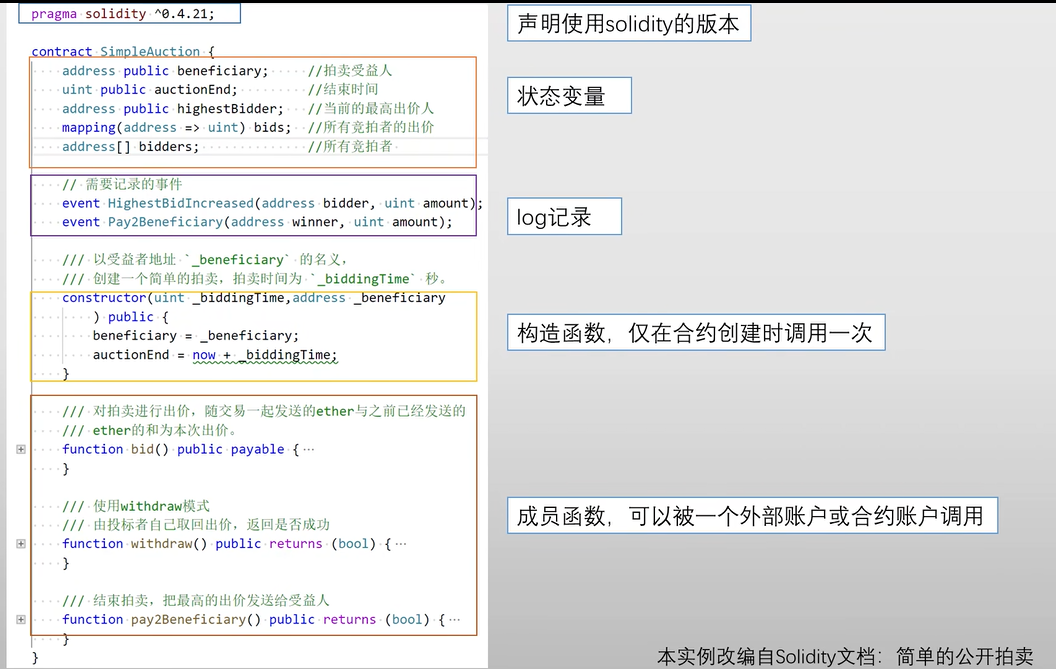 pragma solidity ^0.4.21;
声明使用solidity的版本
contract SimpleAuction {
address public beneficiary; //拍卖受益人
uint public auctionEnd; //结束时间
address public highestBidder; //当前的最高出价人
mapping(address => uint) bids; //所有竞拍者的出价
address[] bidders; //所有竞拍者
状态变量
// 需要记录的事件
event HighestBidIncreased(address bidder, uint amount);
event Pay2Beneficiary(address winner, uint amount);
log记录
/// 以受益者地址 `_beneficiary` 的名义，
/// 创建一个简单的拍卖，拍卖时间为 `_biddingTime` 秒。
constructor(uint _biddingTime,address _beneficiary
) public {
beneficiary = _beneficiary;
auctionEnd = now + _biddingTime;
}
构造函数，仅在合约创建时调用一次
/// 对拍卖进行出价，随交易一起发送的ether与之前已经发送的
/// ether的和为本次出价。
function bid() public payable {…
}
/// 使用withdraw模式
/// 由投标者自己取回出价，返回是否成功
function withdraw() public returns (bool) {…
}
/// 结束拍卖，把最高的出价发送给受益人
function pay2Beneficiary() public returns (bool) {…
}
}
成员函数，可以被一个外部账户或合约账户调用
本实例改编自Solidity文档：简单的公开拍卖